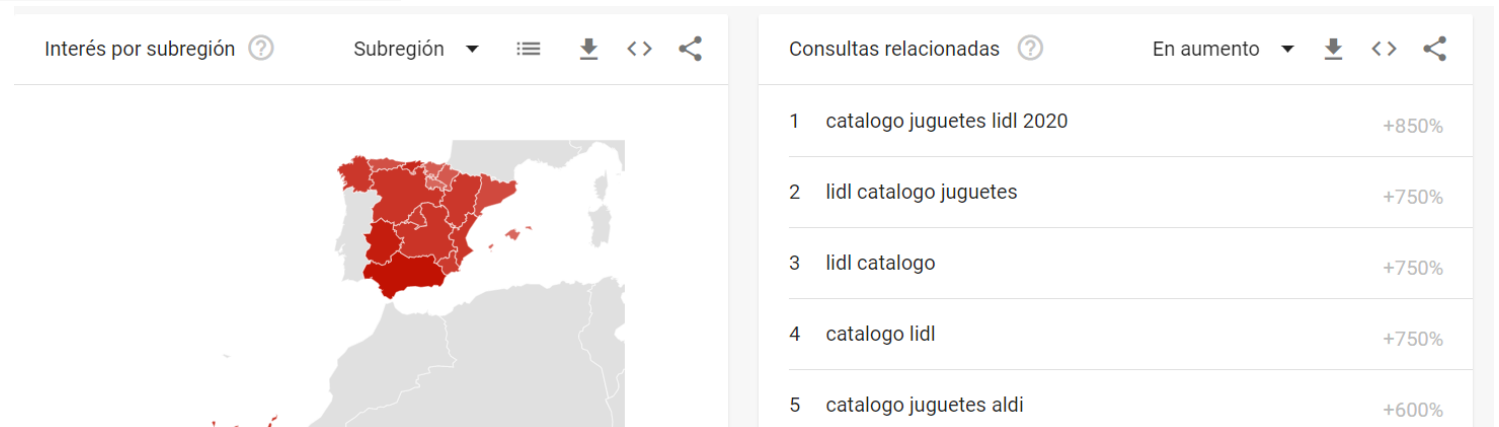 Interés por subregión
Subregión
Consultas relacionadas
En aumento
1 catalogo juguetes lidl 2020 +850%
2 lidl catalogo juguetes +750%
3 lidl catalogo +750%
4 catalogo lidl +750%
5 catalogo juguetes aldi +600%